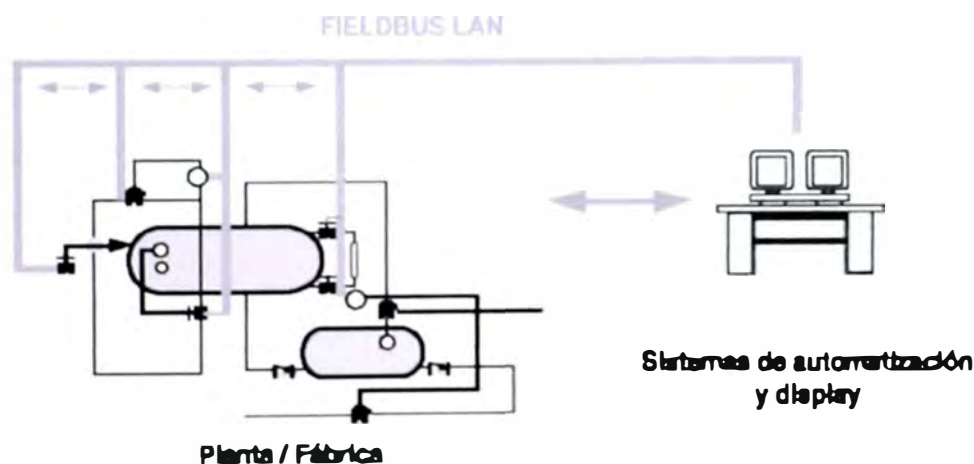 FIELDBUS LAN
Sistemas de automatización
y display
Planta / Fábrica